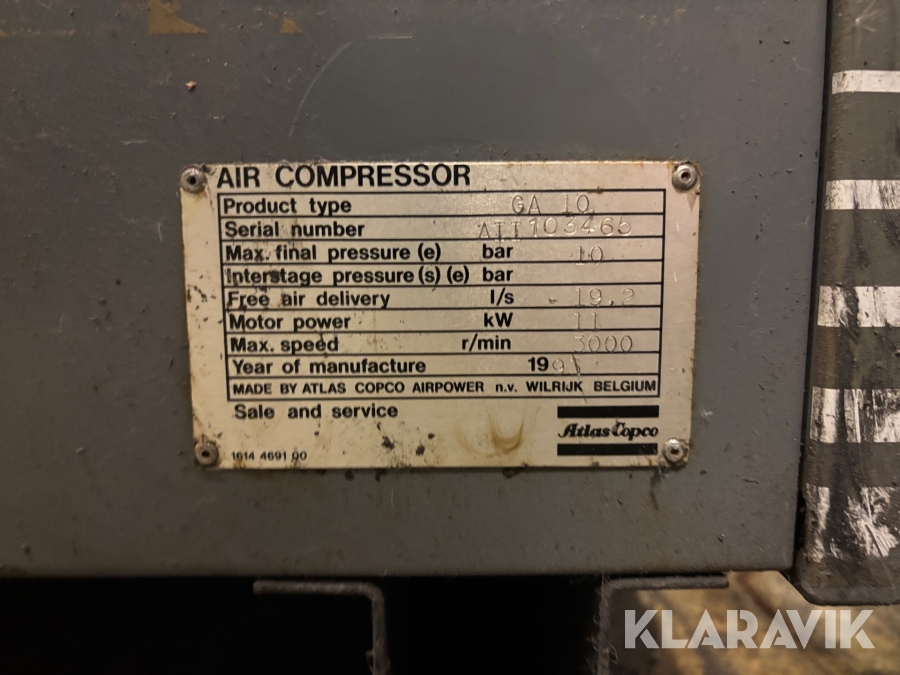 AIR COMPRESSOR
Product type GA 10
Serial number
Max. final pressure (e) bar 10
Interstage pressure (s) (e) bar
Free air delivery l/s 19.2
Motor power kW 11
Max. speed r/min 3000
Year of manufacture 1991
MADE BY ATLAS COPCO AIRPOWER n.v. WILRIJK BELGIUM
Sale and service
Atlas Copco
1614 4691 00
KLARAVIK